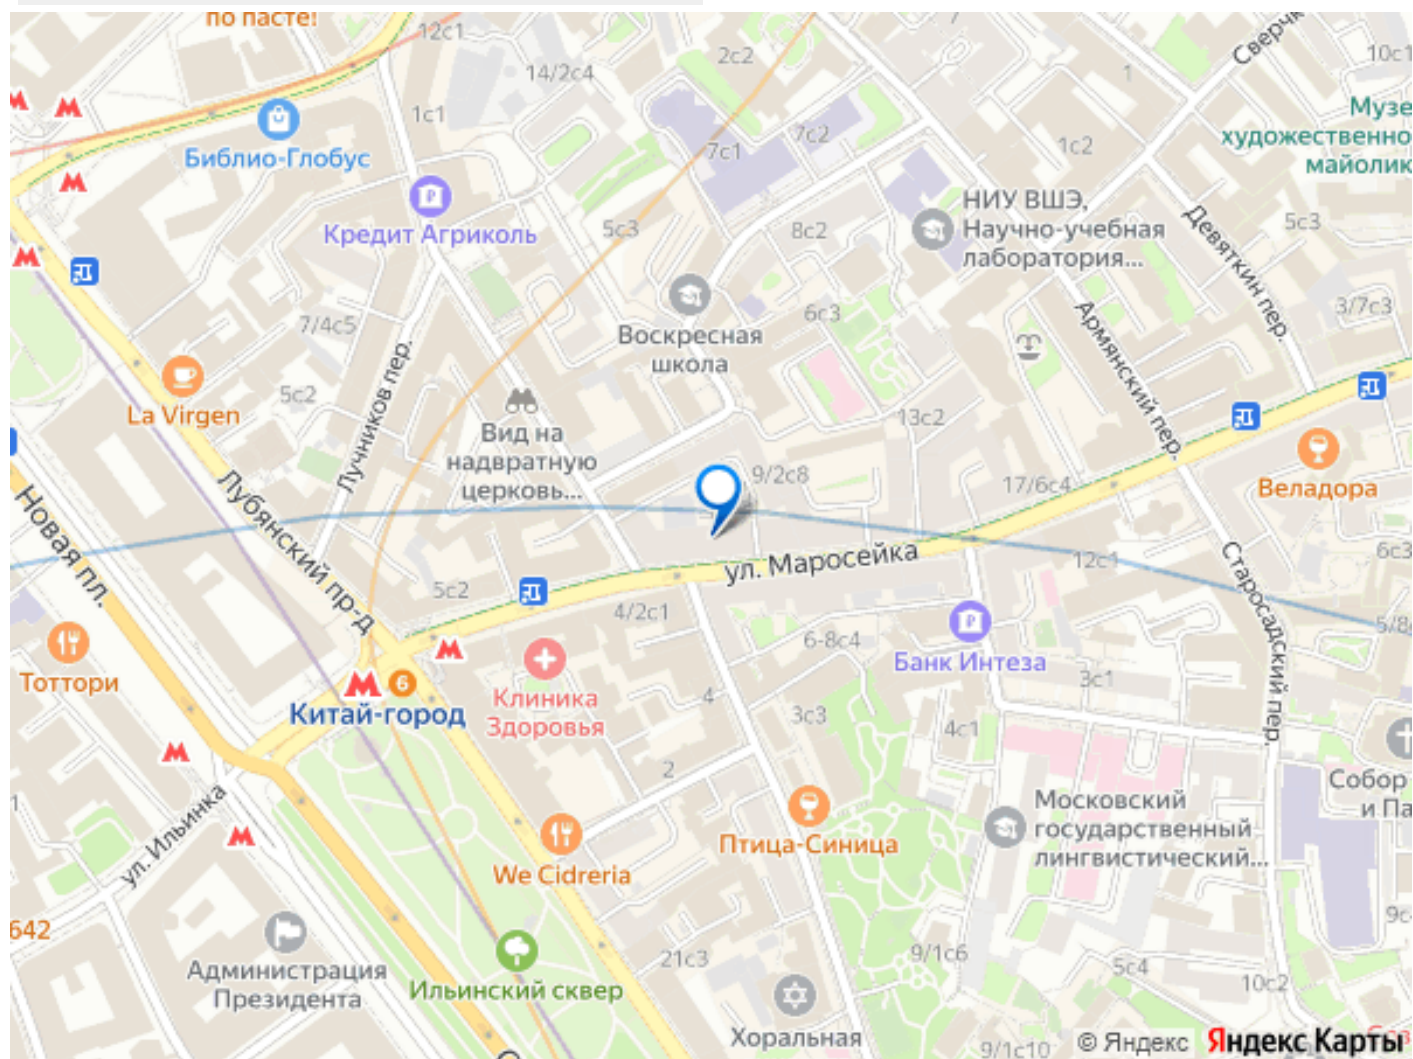 по пасте!
12с1
2с2
Сверчк
10с1
14/2с4
1
1с1
7с2
Музе
художественно
майолик
Библио-Глобус
7с1
1с2
Кредит Агриколь
5с3
8с2
НИУ ВШЭ,
Научно-учебная
лаборатория...
Девяткин пер.
5с3
7/4с5
Воскресная
школа
6с3
Армянский пер.
3/7с3
La Virgen
5с2
Лучников пер.
Вид на
надвратную
церковь...
13с2
9/2с8
17/6с4
Веладора
Новая пл.
Лубянский пр-д
ул. Маросейка
12с1
6с3
5с2
4/2с1
6-8с4
Старосадский пер.
5/8с
Тоттори
Китай-город
6
Клиника
Здоровья
Банк Интеза
4
3с1
3с3
4с1
2
Собор
и Па
ул. Ильинка
Птица-Синица
Московский
государственный
лингвистический...
We Cidreria
642
Администрация
Президента
Ильинский сквер
21с3
9/1с6
5с4
10с2
9с
Хоральная
9/1с10
© Яндекс Яндекс Карты